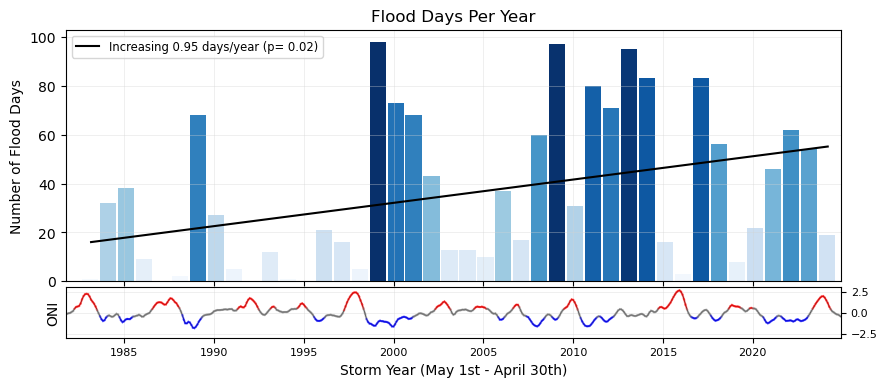 Flood Days Per Year
Increasing 0.95 days/year (p= 0.02)
Number of Flood Days
100
80
60
40
20
0
ONI
2.5
0.0
−2.5
1985 1990 1995 2000 2005 2010 2015 2020
Storm Year (May 1st - April 30th)